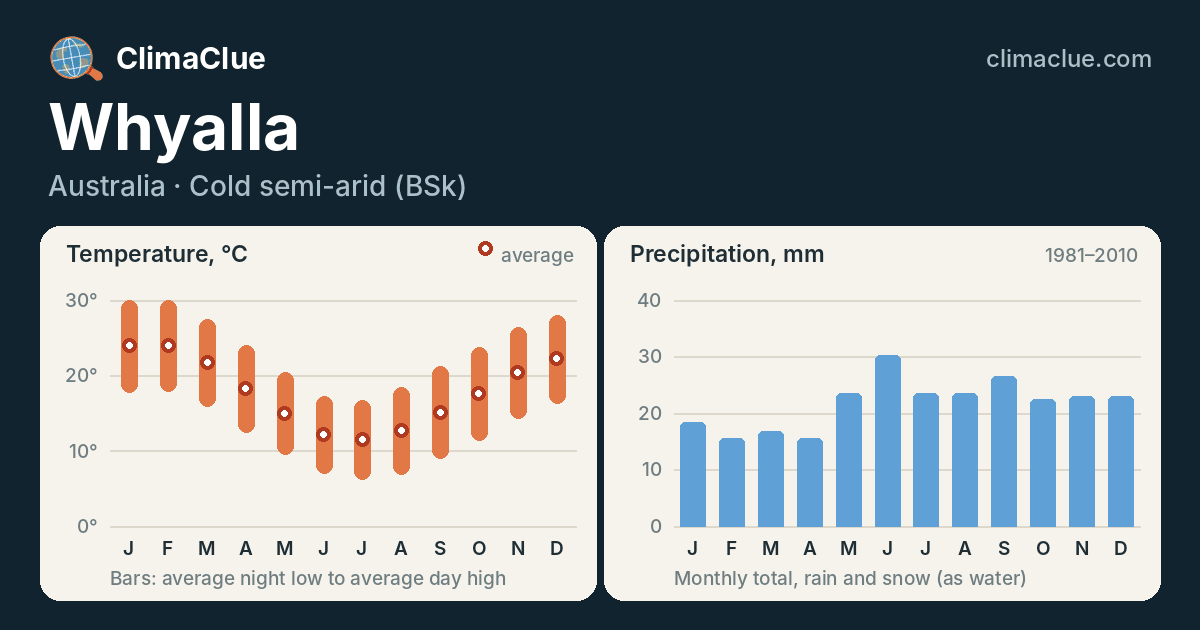 ClimaClue
climaclue.com
Whyalla
Australia · Cold semi-arid (BSk)
Temperature, °C
average
30°
20°
10°
0°
J F M A M J J A S O N D
Bars: average night low to average day high
Precipitation, mm
1981–2010
40
30
20
10
0
J F M A M J J A S O N D
Monthly total, rain and snow (as water)